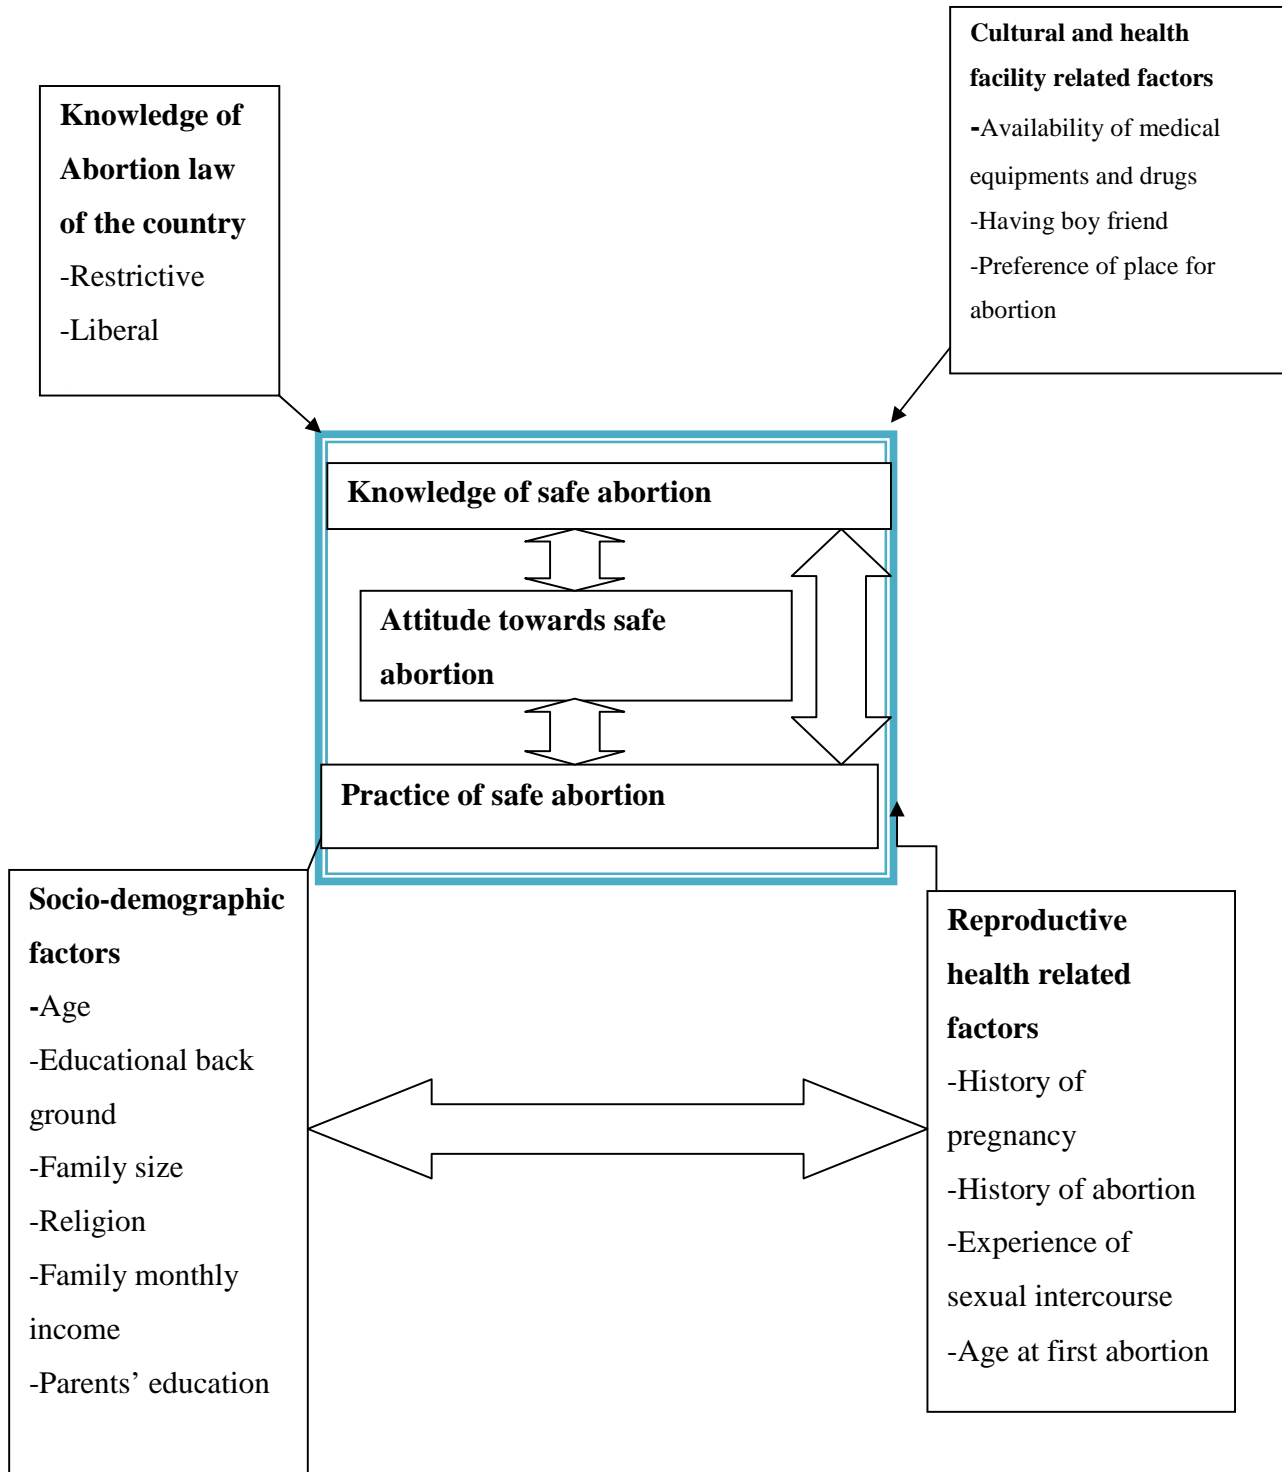 Knowledge of
Abortion law
of the country
-Restrictive
-Liberal
Cultural and health
facility related factors
-Availability of medical
equipments and drugs
-Having boy friend
-Preference of place for
abortion
Knowledge of safe abortion
Attitude towards safe
abortion
Practice of safe abortion
Socio-demographic
factors
-Age
-Educational back
ground
-Family size
-Religion
-Family monthly
income
-Parents’ education
Reproductive
health related
factors
-History of
pregnancy
-History of abortion
-Experience of
sexual intercourse
-Age at first abortion